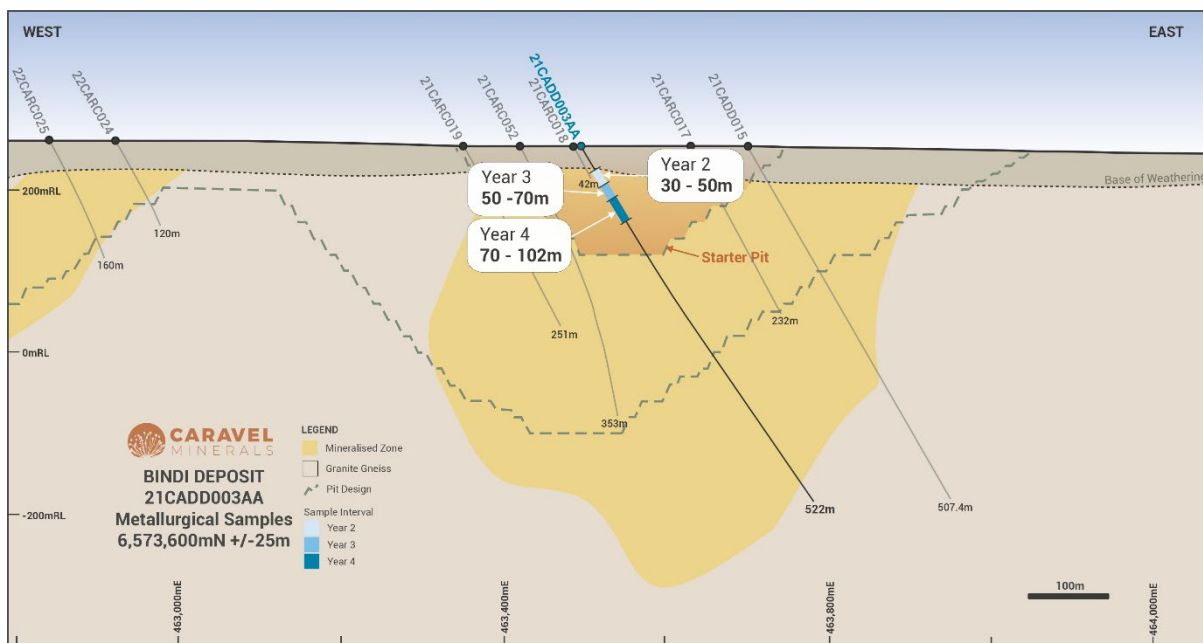 WEST
EAST
22CARC025
22CARC024
21CARC019
21CARC052
21CARC018
21CADD003AA
21CARC017
21CADD015
Base of Weathering
200mRL
0mRL
-200mRL
42m
Year 2
30 - 50m
Year 3
50 -70m
Year 4
70 - 102m
Starter Pit
120m
160m
251m
353m
232m
522m
507.4m
CARAVEL
MINERALS
BINDI DEPOSIT
21CADD003AA
Metallurgical Samples
6,573,600mN +/-25m
LEGEND
Mineralised Zone
Granite Gneiss
Pit Design
Sample Interval
Year 2
Year 3
Year 4
100m
463,000mE
463,400mE
463,800mE
464,000mE